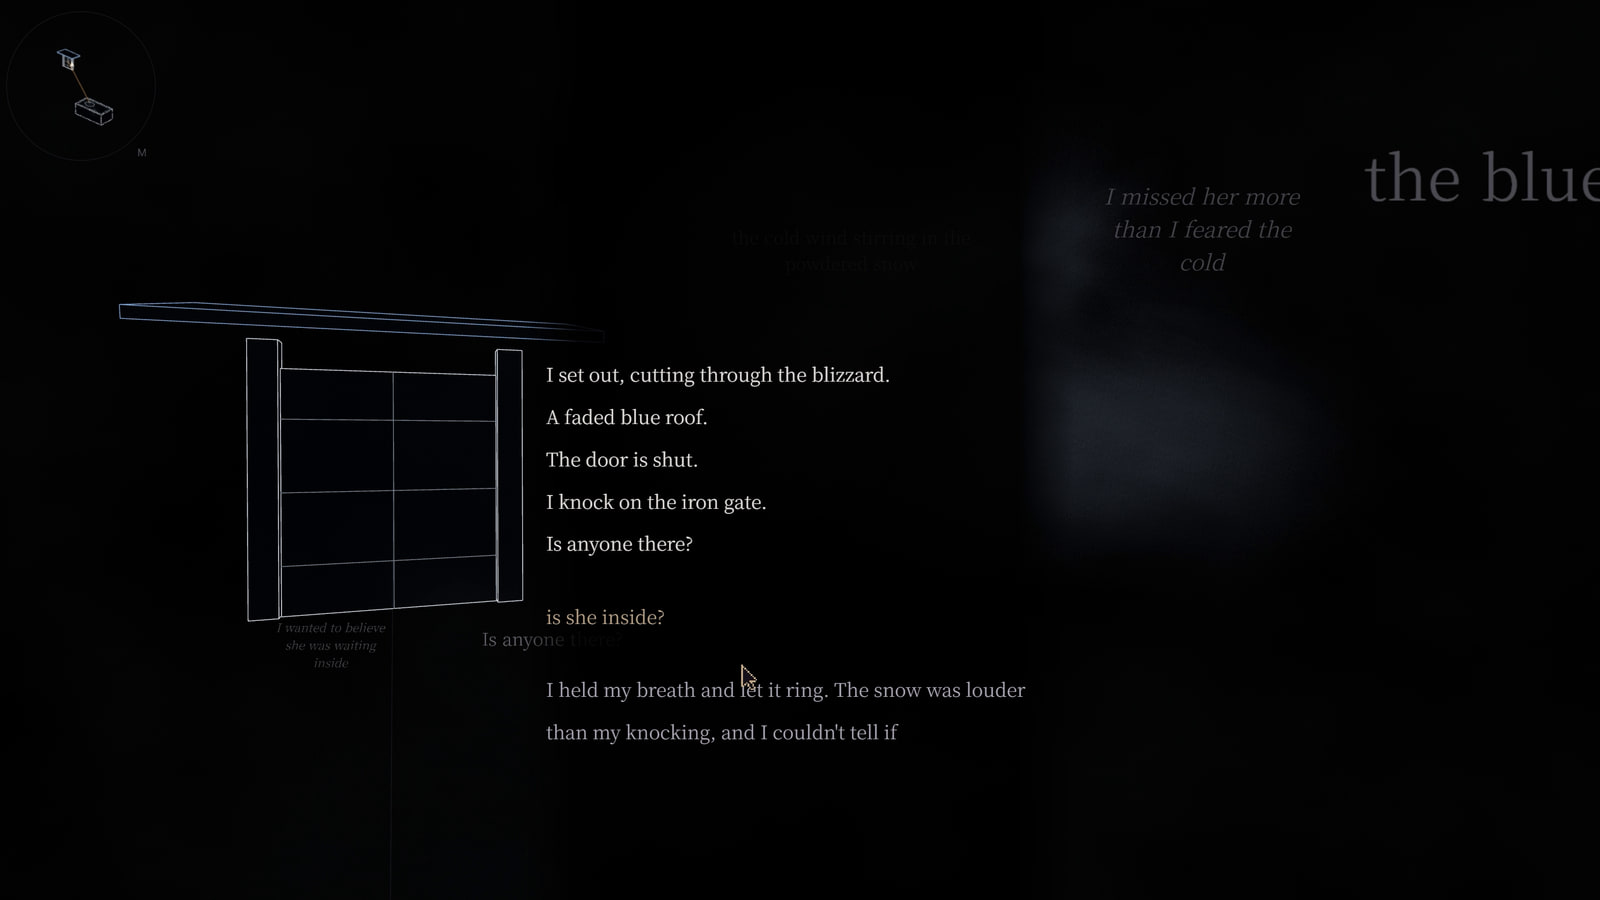 M
the blue
I missed her more
than I feared the
cold
the cold wind stirring in the
powdered snow
I set out, cutting through the blizzard.
A faded blue roof.
The door is shut.
I knock on the iron gate.
Is anyone there?
is she inside?
I wanted to believe
she was waiting
inside
Is anyone there?
I held my breath and let it ring. The snow was louder
than my knocking, and I couldn't tell if